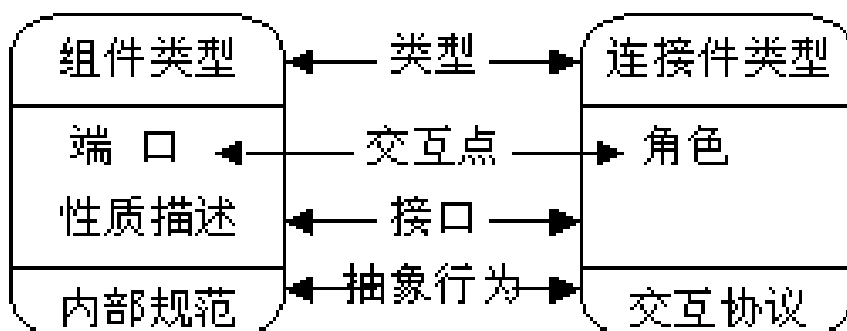 组件类型 类型 连接件类型
端 口 交互点 角色
性质描述 接口
抽象行为
内部规范 交互协议